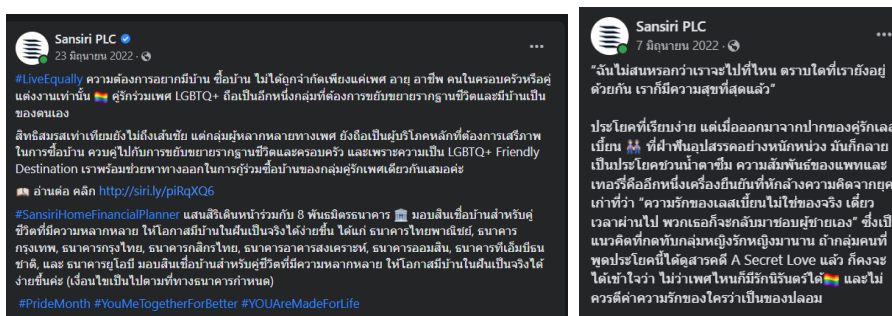 Sansiri PLC
23 มิถุนายน 2022 ·
#LiveEqually ความต้องการอยากมีบ้าน ซื้อบ้าน ไม่ได้ถูกจำกัดเพียงแค่เพศ อายุ อาชีพ คนในครอบครัวหรือคู่
แต่งงานเท่านั้น 🏳️‍🌈 คู่รักร่วมเพศ LGBTQ+ ถือเป็นอีกหนึ่งกลุ่มที่ต้องการขยับขยายรากฐานชีวิตและมีบ้านเป็น
ของตนเอง
สิทธิสมรสเท่าเทียมยังไม่ถึงเส้นชัย แต่กลุ่มผู้หลากหลายทางเพศ ยังถือเป็นผู้บริโภคหลักที่ต้องการเสรีภาพ
ในการซื้อบ้าน ควบคู่ไปกับการขยับขยายรากฐานชีวิตและครอบครัว และเพราะความเป็น LGBTQ+ Friendly
Destination เราพร้อมช่วยหาทางออกในการกู้ร่วมซื้อบ้านของกลุ่มคู่รักเพศเดียวกันเสมอค่ะ
📖 อ่านต่อ คลิก http://siri.ly/piRqXQ6
#SansiriHomeFinancialPlanner แสนสิริเดินหน้าร่วมกับ 8 พันธมิตรธนาคาร 🏦 มอบสินเชื่อบ้านสำหรับคู่
ชีวิตที่มีความหลากหลาย ให้โอกาสมีบ้านในฝันเป็นจริงได้ง่ายขึ้น ได้แก่ ธนาคารไทยพาณิชย์, ธนาคาร
กรุงเทพ, ธนาคารกรุงไทย, ธนาคารกสิกรไทย, ธนาคารอาคารสงเคราะห์, ธนาคารออมสิน, ธนาคารทีเอ็มบีธน
ชาติ, และ ธนาคารยูโอบี มอบสินเชื่อบ้านสำหรับคู่ชีวิตที่มีความหลากหลาย ให้โอกาสมีบ้านในฝันเป็นจริงได้
ง่ายขึ้นค่ะ (เงื่อนไขเป็นไปตามที่ทางธนาคารกำหนด)
#PrideMonth #YouMeTogetherForBetter #YOUAreMadeForLife
Sansiri PLC
7 มิถุนายน 2022 ·
"ฉันไม่สนหรอกว่าเราจะไปที่ไหน ตราบใดที่เรายังอยู่
ด้วยกัน เราก็มีความสุขที่สุดแล้ว"
ประโยคที่เรียบง่าย แต่เมื่อออกมาจากปากของคู่รักเลส
เบี้ยน 👭 ที่ฝ่าฟันอุปสรรคอย่างหนักหน่วง มันก็กลาย
เป็นประโยคชวนน้ำตาซึม ความสัมพันธ์ของแพทและ
เทอร์รี่คืออีกหนึ่งเครื่องยืนยันที่หักล้างความคิดจากยุค
เก่าที่ว่า "ความรักของเลสเบี้ยนไม่ใช่ของจริง เดี๋ยว
เวลาผ่านไป พวกเธอก็จะกลับมาชอบผู้ชายเอง" ซึ่งเป็
แนวคิดที่กดทับกลุ่มหญิงรักหญิงมานาน ถ้ากลุ่มคนที่
พูดประโยคนี้ได้ดูสารคดี A Secret Love แล้ว ก็คงจะ
ได้เข้าใจว่า ไม่ว่าเพศไหนก็มีรักนิรันดร์ได้🏳️‍🌈 และไม่
ควรตีค่าความรักของใครว่าเป็นของปลอม